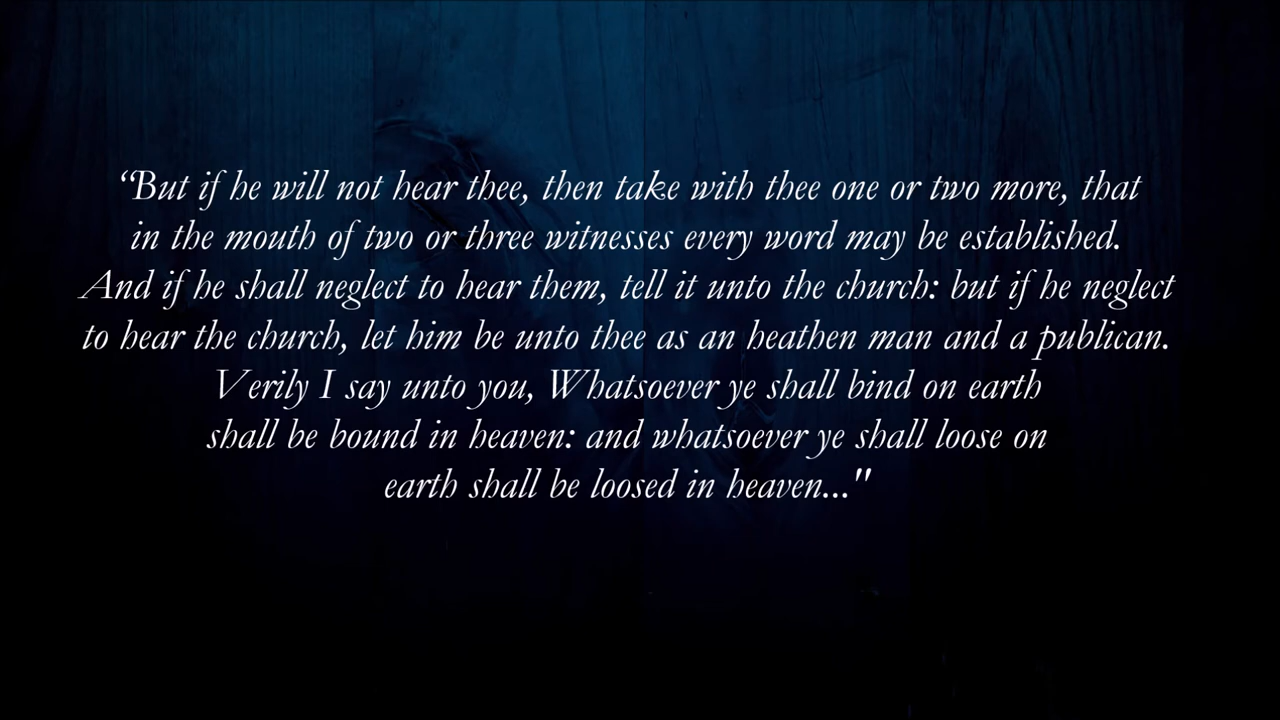 “But if he will not hear thee, then take with thee one or two more, that
in the mouth of two or three witnesses every word may be established.
And if he shall neglect to hear them, tell it unto the church: but if he neglect
to hear the church, let him be unto thee as an heathen man and a publican.
Verily I say unto you, Whatsoever ye shall bind on earth
shall be bound in heaven: and whatsoever ye shall loose on
earth shall be loosed in heaven..."